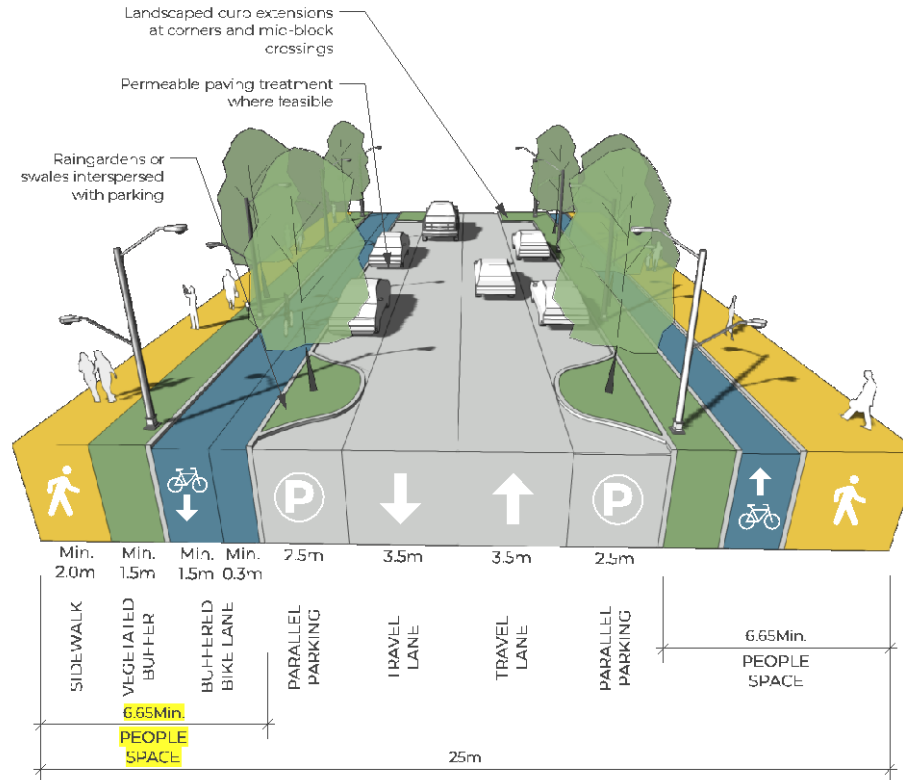 Landscaped curb extensions
at corners and mid-block
crossings
Permeable paving treatment
where feasible
Raingardens or
swales interspersed
with parking
P
P
Min.
2.0m
Min.
1.5m
Min.
1.5m
Min.
0.3m
2.5m
3.5m
3.5m
2.5m
SIDEWALK
VEGETATED
BUFFER
BUFFERED
BIKE LANE
PARALLEL
PARKING
TRAVEL
LANE
TRAVEL
LANE
PARALLEL
PARKING
6.65Min.
PEOPLE
SPACE
6.65Min.
PEOPLE
SPACE
25m